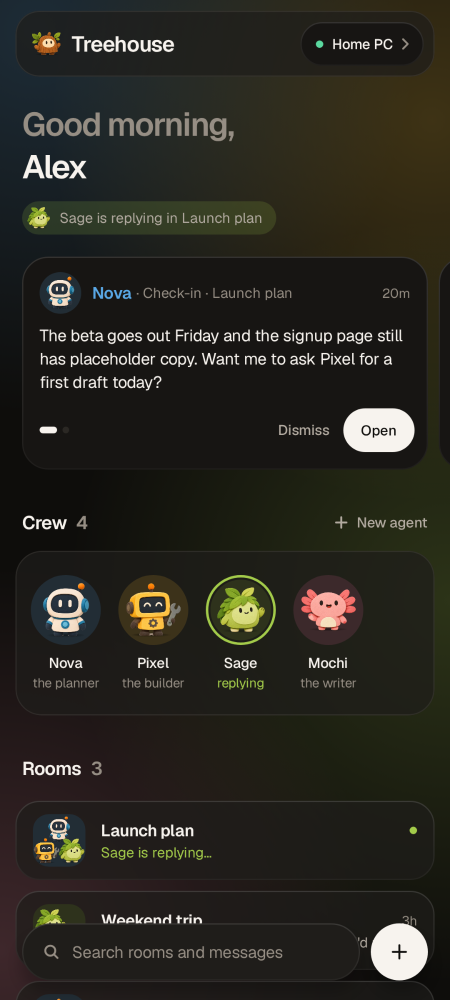 Treehouse
Home PC
Good morning,
Alex
Sage is replying in Launch plan
Nova · Check-in · Launch plan 20m
The beta goes out Friday and the signup page still
has placeholder copy. Want me to ask Pixel for a
first draft today?
Dismiss
Open
Crew 4
+ New agent
Nova
the planner
Pixel
the builder
Sage
replying
Mochi
the writer
Rooms 3
Launch plan
Sage is replying…
Weekend trip 3h
Search rooms and messages